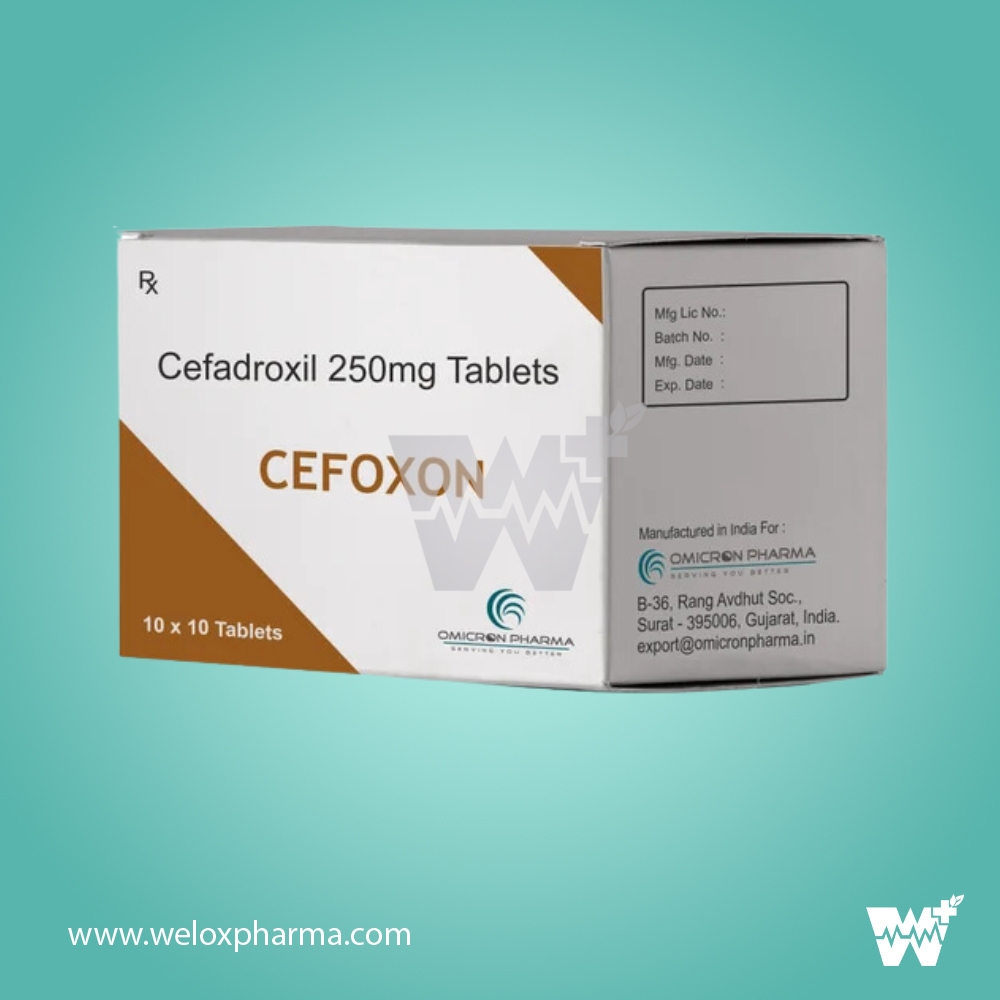 Rx
Cefadroxil 250mg Tablets
CEFOXON
10 x 10 Tablets
OMICRON PHARMA
SERVING YOU BETTER
Mfg Lic No.:
Batch No. :
Mfg. Date :
Exp. Date :
Manufactured in India For :
OMICRON PHARMA
SERVING YOU BETTER
B-36, Rang Avdhut Soc.,
Surat - 395006, Gujarat, India.
export@omicronpharma.in
W+
www.weloxpharma.com
W+